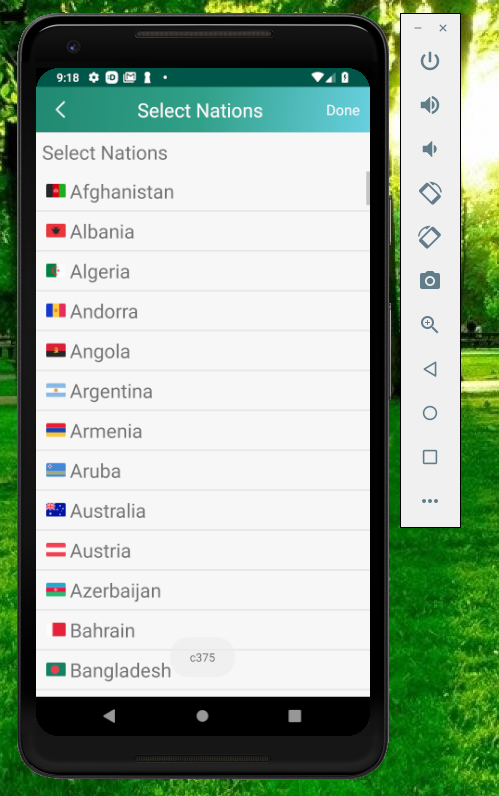 9:18
Select Nations
Done
Select Nations
Afghanistan
Albania
Algeria
Andorra
Angola
Argentina
Armenia
Aruba
Australia
Austria
Azerbaijan
Bahrain
Bangladesh
c375